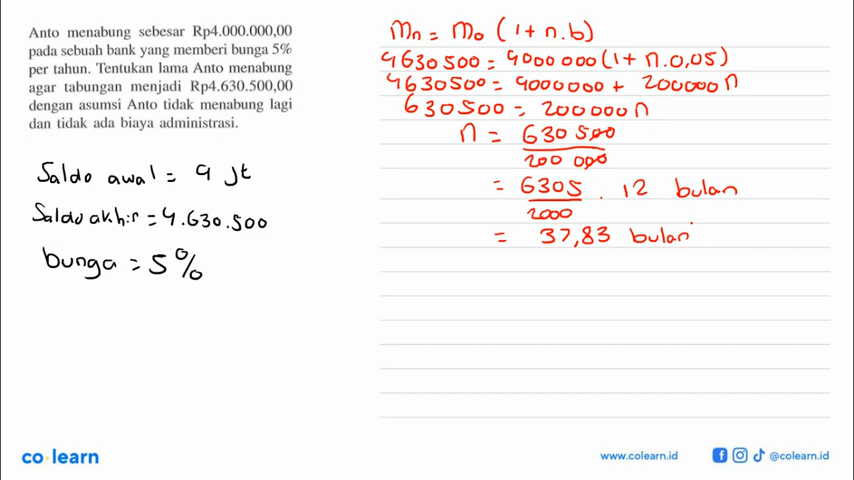 Anto menabung sebesar Rp4.000.000,00
pada sebuah bank yang memberi bunga 5%
per tahun. Tentukan lama Anto menabung
agar tabungan menjadi Rp4.630.500,00
dengan asumsi Anto tidak menabung lagi
dan tidak ada biaya administrasi.
Saldo awal = 4 jt
Saldo akhir = 4.630.500
bunga = 5%
Mn = Mo (1 + n.b)
4630500 = 4000000 (1 + n.0,05)
4630500 = 4000000 + 200000n
630500 = 200000n
n = 630500
200000
= 6305 . 12 bulan
2000
= 37,83 bulan
co learn
www.colearn.id
@colearn.id